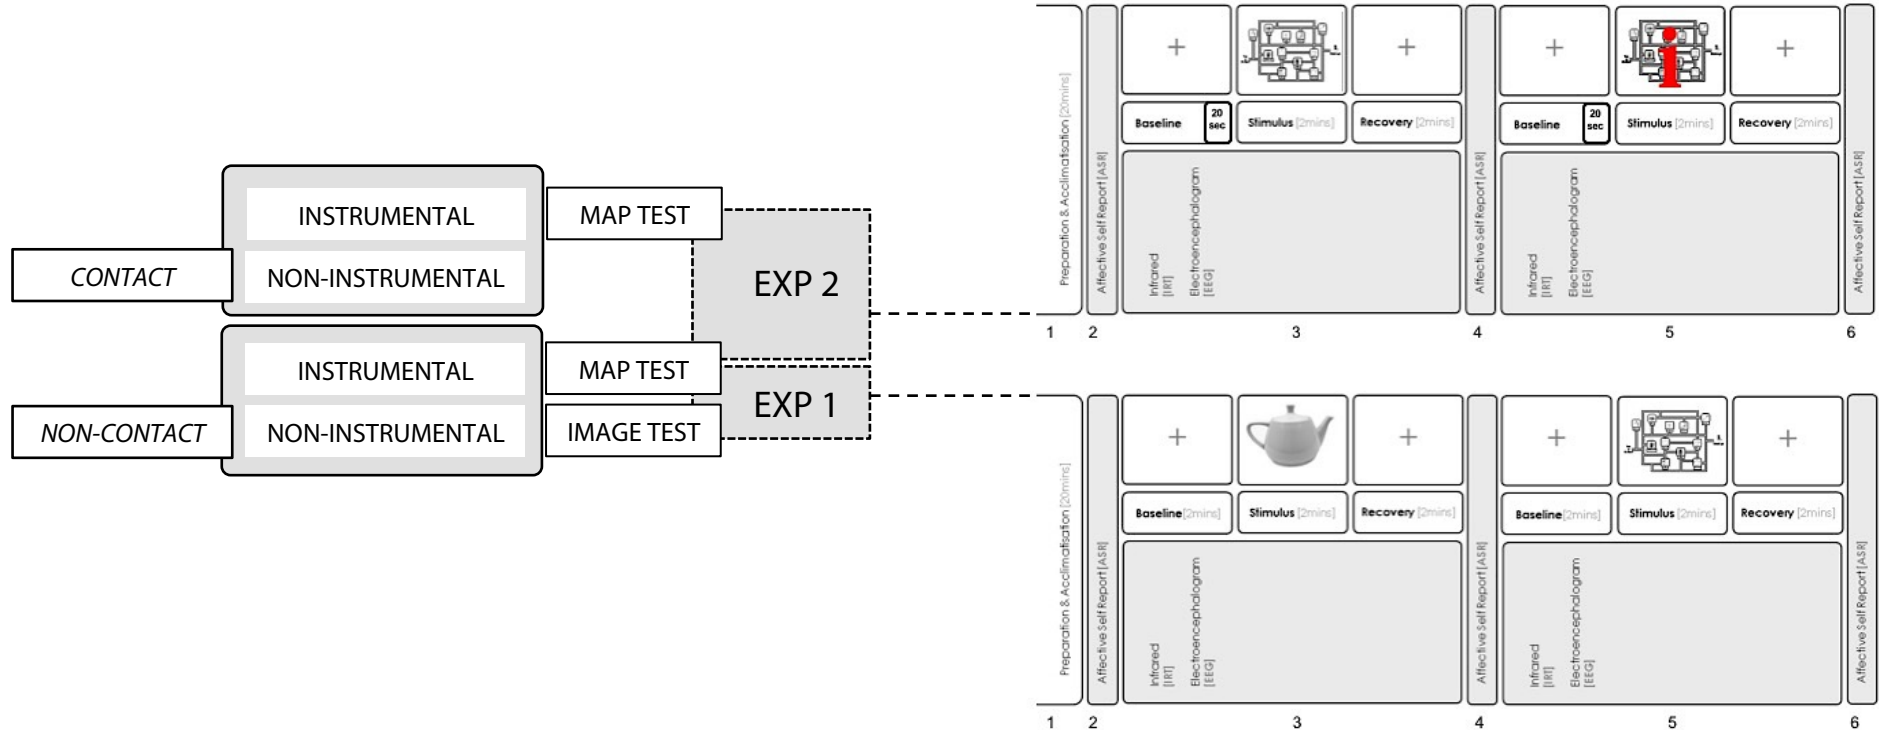 CONTACT
INSTRUMENTAL
NON-INSTRUMENTAL
MAP TEST
NON-CONTACT
INSTRUMENTAL
NON-INSTRUMENTAL
MAP TEST
IMAGE TEST
EXP 2
EXP 1
Preparation & Acclimatisation [20mins]
Affective Self Report [ASR]
+
+
Baseline
20
sec
Stimulus [2mins]
Recovery [2mins]
Infrared
[IRT]
Electroencephalogram
[EEG]
Affective Self Report [ASR]
+
i
+
Baseline
20
sec
Stimulus [2mins]
Recovery [2mins]
Infrared
[IRT]
Electroencephalogram
[EEG]
Affective Self Report [ASR]
1 2 3 4 5 6
Preparation & Acclimatisation [20mins]
Affective Self Report [ASR]
+
+
Baseline[2mins]
Stimulus [2mins]
Recovery [2mins]
Infrared
[IRT]
Electroencephalogram
[EEG]
Affective Self Report [ASR]
+
+
Baseline[2mins]
Stimulus [2mins]
Recovery [2mins]
Infrared
[IRT]
Electroencephalogram
[EEG]
Affective Self Report [ASR]
1 2 3 4 5 6